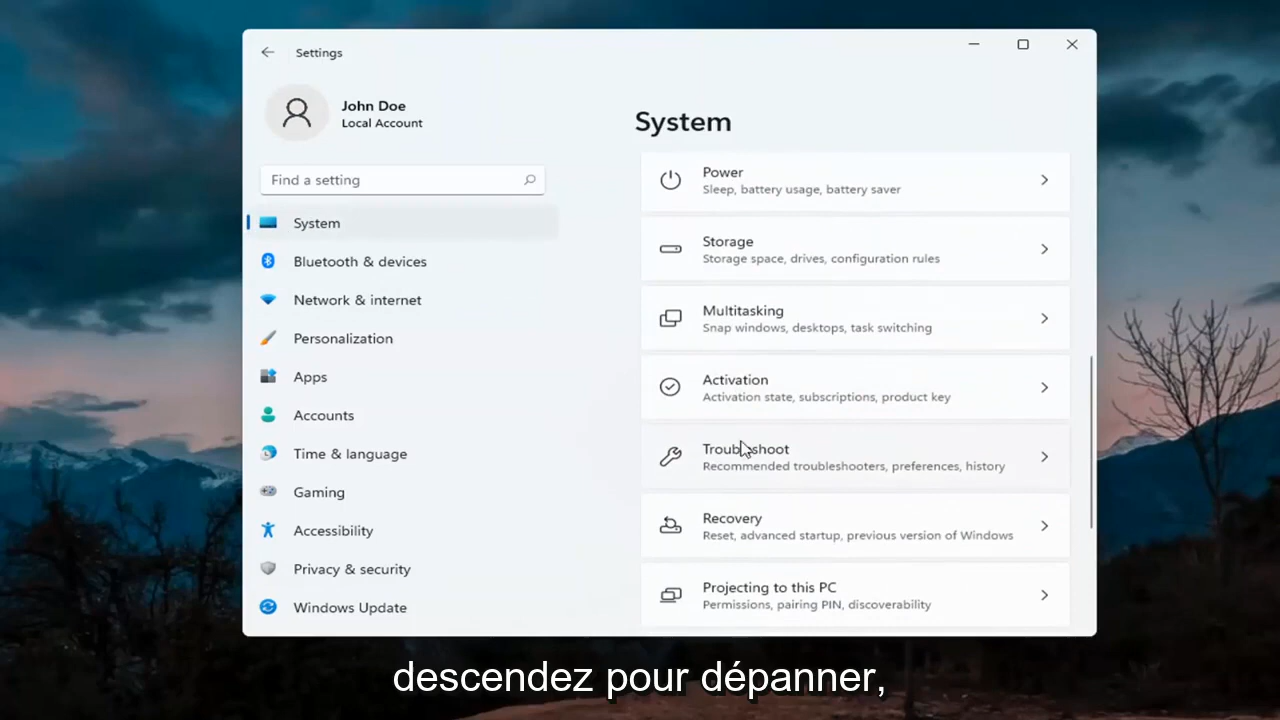 Settings
John Doe
Local Account
Find a setting
System
Bluetooth & devices
Network & internet
Personalization
Apps
Accounts
Time & language
Gaming
Accessibility
Privacy & security
Windows Update
System
Power
Sleep, battery usage, battery saver
Storage
Storage space, drives, configuration rules
Multitasking
Snap windows, desktops, task switching
Activation
Activation state, subscriptions, product key
Troubleshoot
Recommended troubleshooters, preferences, history
Recovery
Reset, advanced startup, previous version of Windows
Projecting to this PC
Permissions, pairing PIN, discoverability
descendez pour dépanner,